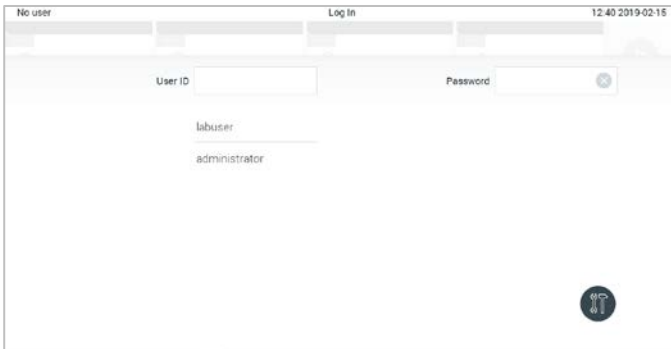 No user Log In 12:40 2019-02-15
User ID Password
labuser
administrator